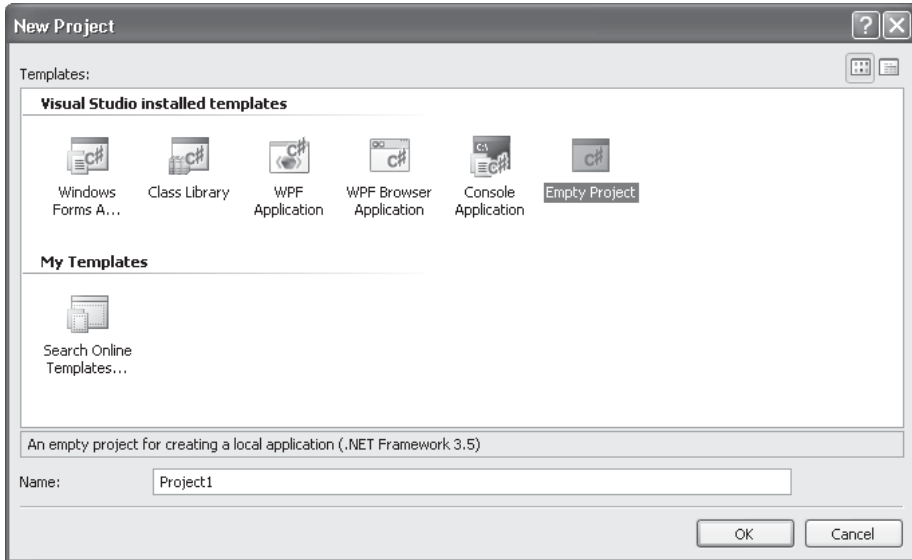 New Project
Templates:
Visual Studio installed templates
Windows Forms A...
Class Library
WPF Application
WPF Browser Application
Console Application
Empty Project
My Templates
Search Online Templates...
An empty project for creating a local application (.NET Framework 3.5)
Name: Project1
OK Cancel